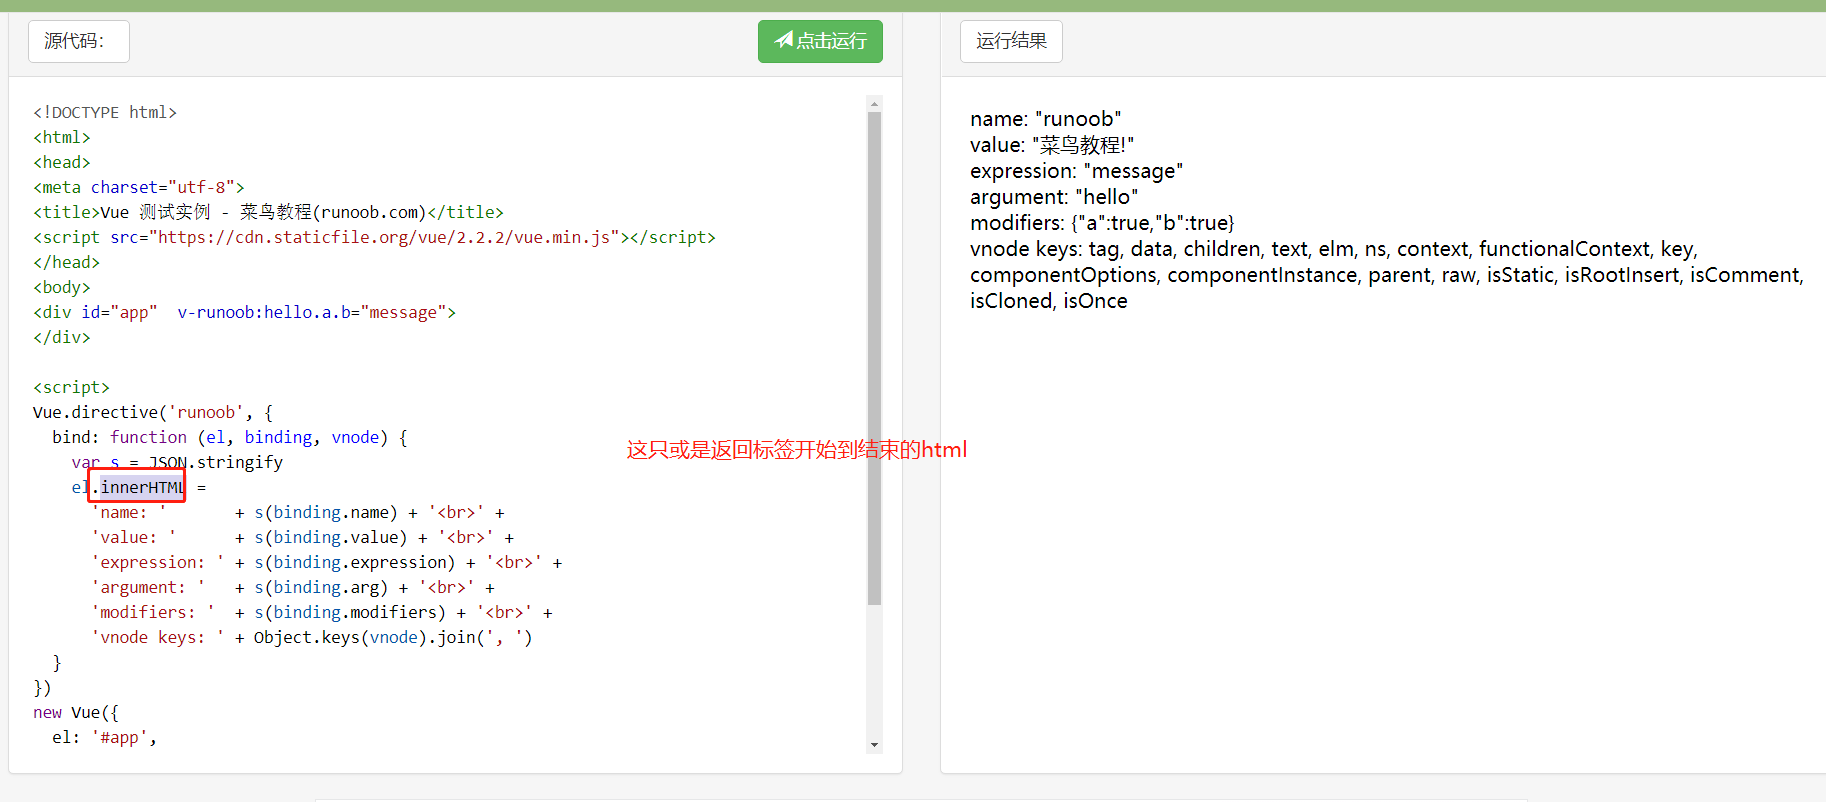 源代码：
点击运行
<!DOCTYPE html>
<html>
<head>
<meta charset="utf-8">
<title>Vue 测试实例 - 菜鸟教程(runoob.com)</title>
<script src="https://cdn.staticfile.org/vue/2.2.2/vue.min.js"></script>
</head>
<body>
<div id="app"  v-runoob:hello.a.b="message">
</div>
<script>
Vue.directive('runoob', {
  bind: function (el, binding, vnode) {
    var s = JSON.stringify
    el.innerHTML =
      'name: '       + s(binding.name) + '<br>' +
      'value: '      + s(binding.value) + '<br>' +
      'expression: ' + s(binding.expression) + '<br>' +
      'argument: '   + s(binding.arg) + '<br>' +
      'modifiers: '  + s(binding.modifiers) + '<br>' +
      'vnode keys: ' + Object.keys(vnode).join(', ')
  }
})
new Vue({
  el: '#app',
这只或是返回标签开始到结束的html
运行结果
name: "runoob"
value: "菜鸟教程!"
expression: "message"
argument: "hello"
modifiers: {"a":true,"b":true}
vnode keys: tag, data, children, text, elm, ns, context, functionalContext, key,
componentOptions, componentInstance, parent, raw, isStatic, isRootInsert, isComment,
isCloned, isOnce